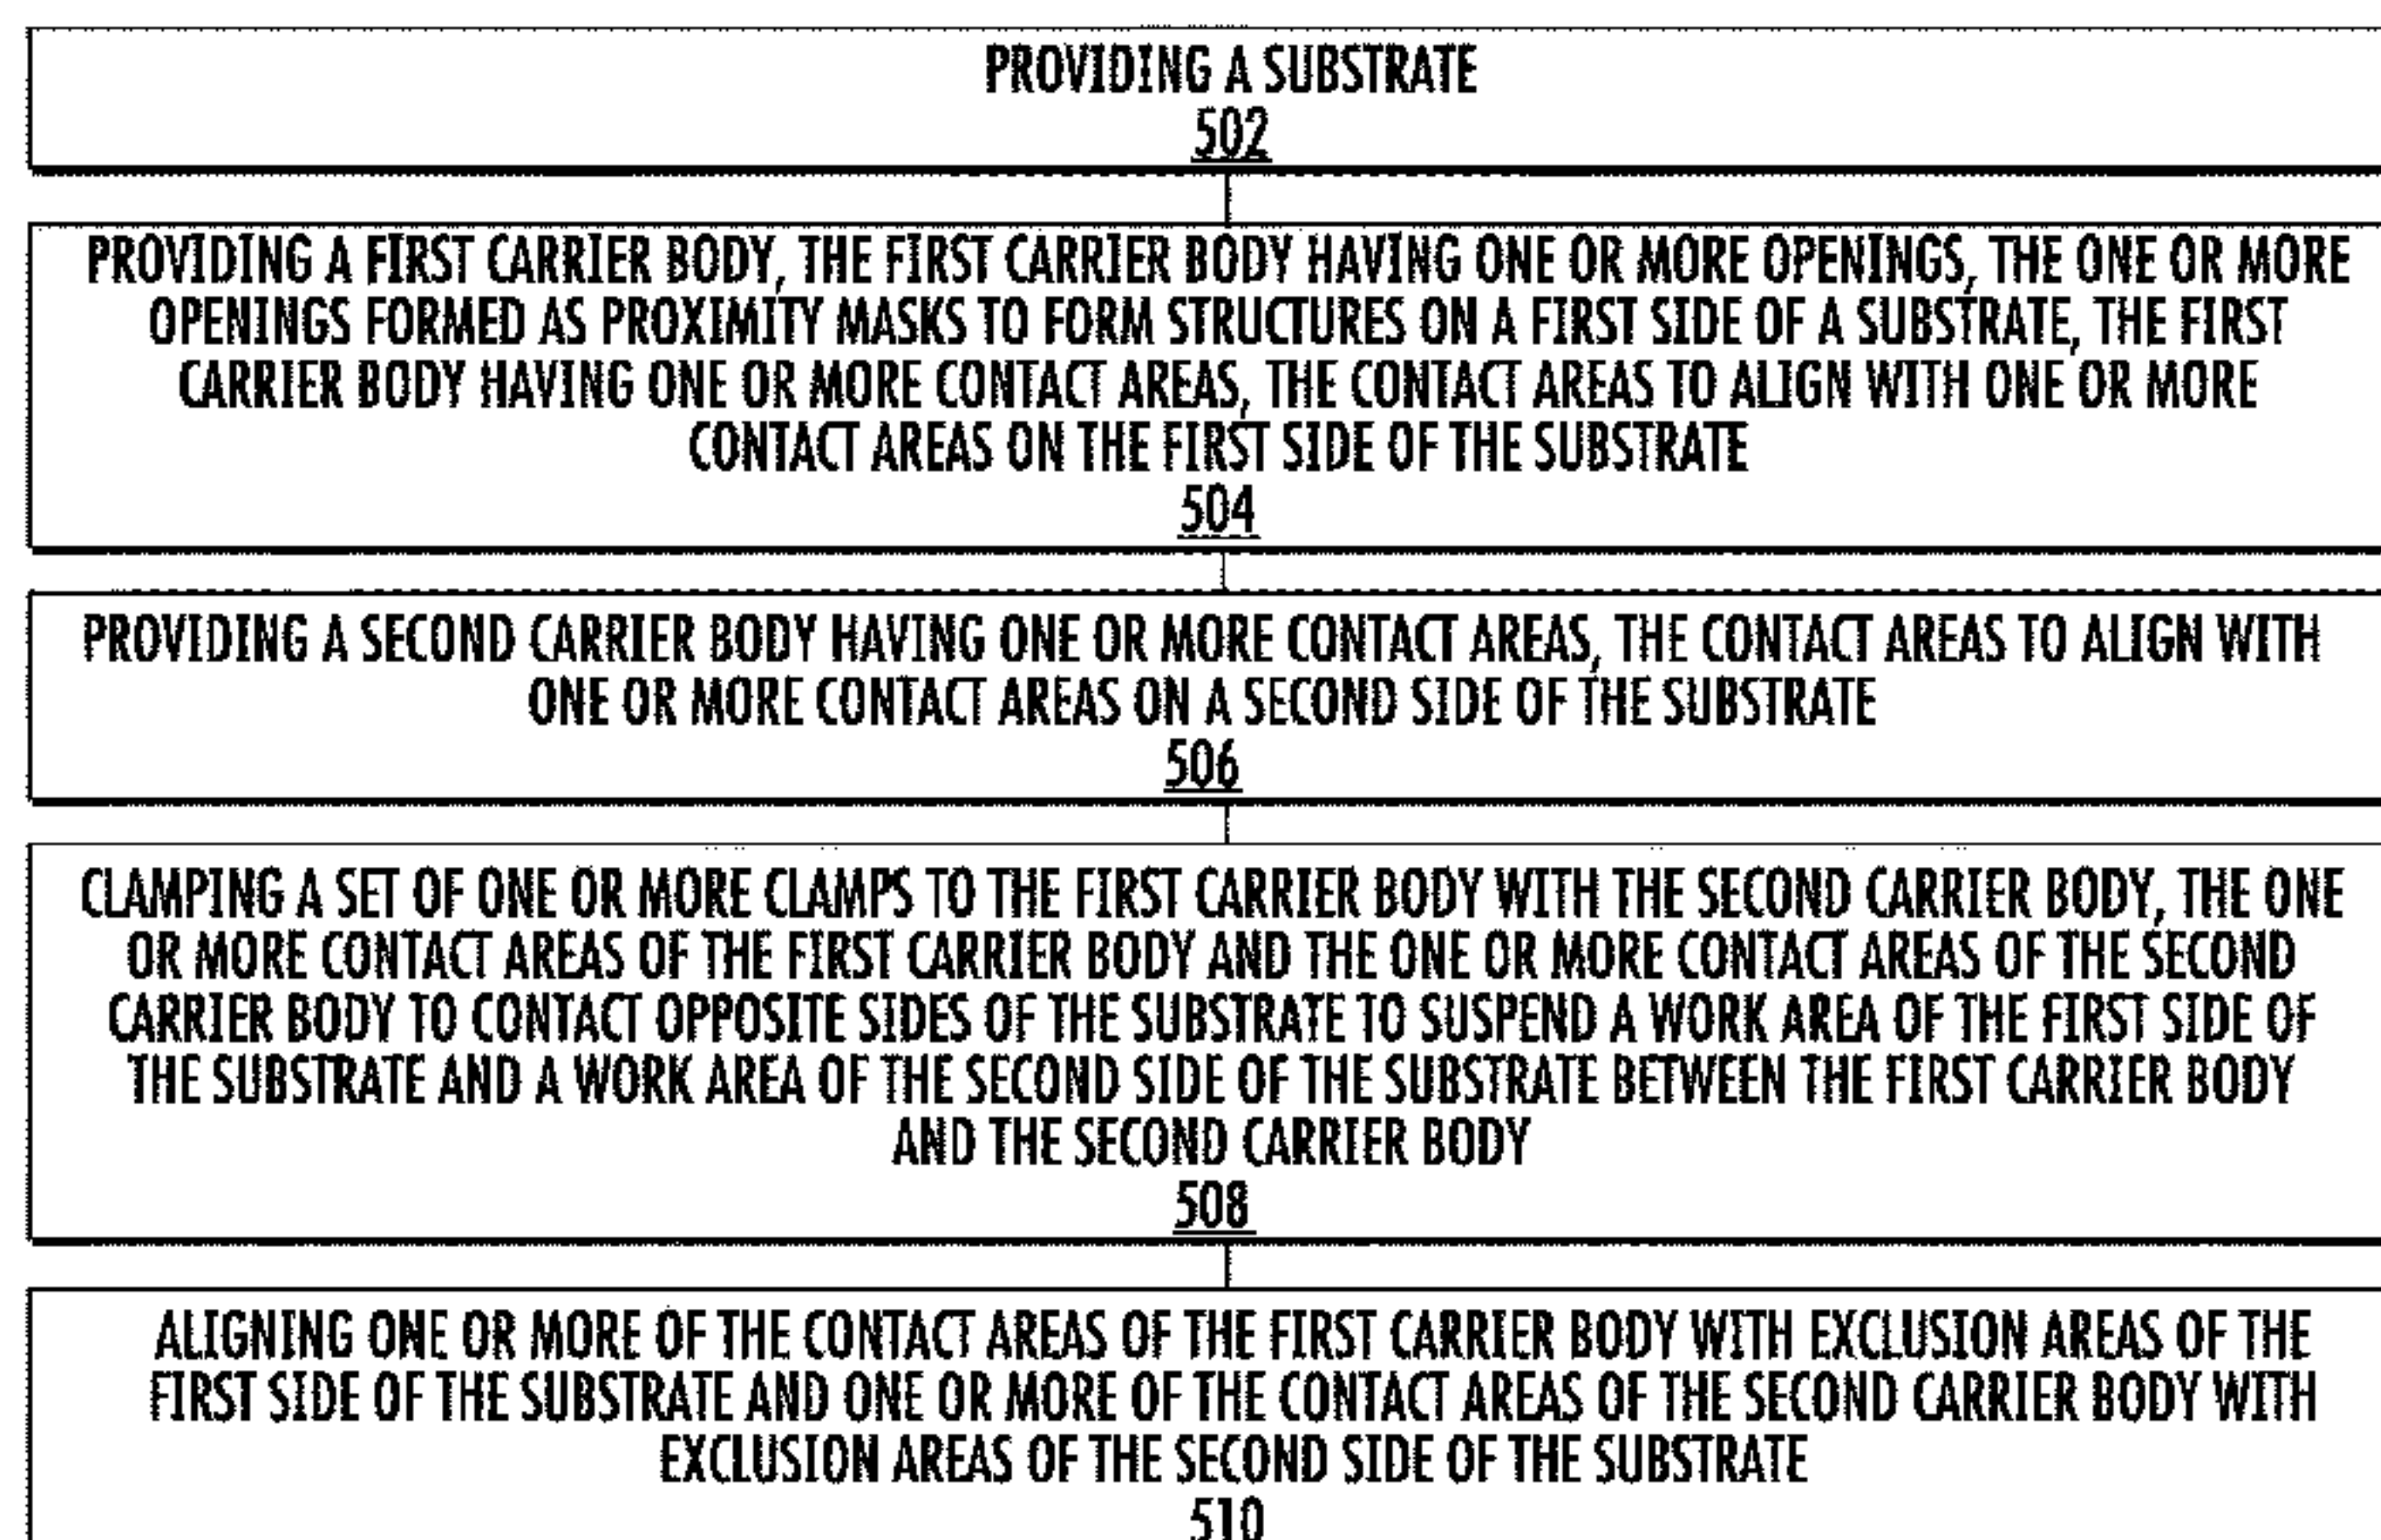 PROVIDING A SUBSTRATE
502
PROVIDING A FIRST CARRIER BODY, THE FIRST CARRIER BODY HAVING ONE OR MORE OPENINGS, THE ONE OR MORE
OPENINGS FORMED AS PROXIMITY MASKS TO FORM STRUCTURES ON A FIRST SIDE OF A SUBSTRATE, THE FIRST
CARRIER BODY HAVING ONE OR MORE CONTACT AREAS, THE CONTACT AREAS TO ALIGN WITH ONE OR MORE
CONTACT AREAS ON THE FIRST SIDE OF THE SUBSTRATE
504
PROVIDING A SECOND CARRIER BODY HAVING ONE OR MORE CONTACT AREAS, THE CONTACT AREAS TO ALIGN WITH
ONE OR MORE CONTACT AREAS ON A SECOND SIDE OF THE SUBSTRATE
506
CLAMPING A SET OF ONE OR MORE CLAMPS TO THE FIRST CARRIER BODY WITH THE SECOND CARRIER BODY, THE ONE
OR MORE CONTACT AREAS OF THE FIRST CARRIER BODY AND THE ONE OR MORE CONTACT AREAS OF THE SECOND
CARRIER BODY TO CONTACT OPPOSITE SIDES OF THE SUBSTRATE TO SUSPEND A WORK AREA OF THE FIRST SIDE OF
THE SUBSTRATE AND A WORK AREA OF THE SECOND SIDE OF THE SUBSTRATE BETWEEN THE FIRST CARRIER BODY
AND THE SECOND CARRIER BODY
508
ALIGNING ONE OR MORE OF THE CONTACT AREAS OF THE FIRST CARRIER BODY WITH EXCLUSION AREAS OF THE
FIRST SIDE OF THE SUBSTRATE AND ONE OR MORE OF THE CONTACT AREAS OF THE SECOND CARRIER BODY WITH
EXCLUSION AREAS OF THE SECOND SIDE OF THE SUBSTRATE
510